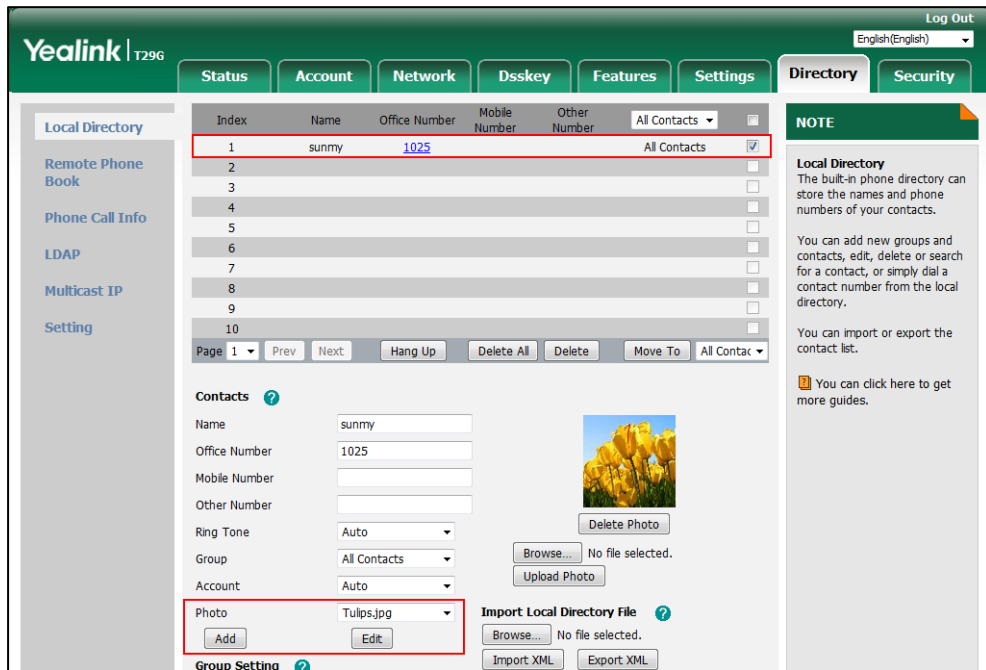 Log Out
Yealink T29G
English(English)
Status Account Network Dsskey Features Settings Directory Security
Local Directory
Remote Phone
Book
Phone Call Info
LDAP
Multicast IP
Setting
Index Name Office Number Mobile Number Other Number All Contacts
1 sunmy 1025 All Contacts
2
3
4
5
6
7
8
9
10
Page 1 Prev Next Hang Up Delete All Delete Move To All Contac
Contacts ?
Name sunmy
Office Number 1025
Mobile Number
Other Number
Ring Tone Auto
Group All Contacts
Account Auto
Photo Tulips.jpg
Add Edit
Group Setting ?
Delete Photo
Browse... No file selected.
Upload Photo
Import Local Directory File ?
Browse... No file selected.
Import XML Export XML
NOTE
Local Directory
The built-in phone directory can
store the names and phone
numbers of your contacts.
You can add new groups and
contacts, edit, delete or search
for a contact, or simply dial a
contact number from the local
directory.
You can import or export the
contact list.
? You can click here to get
more guides.